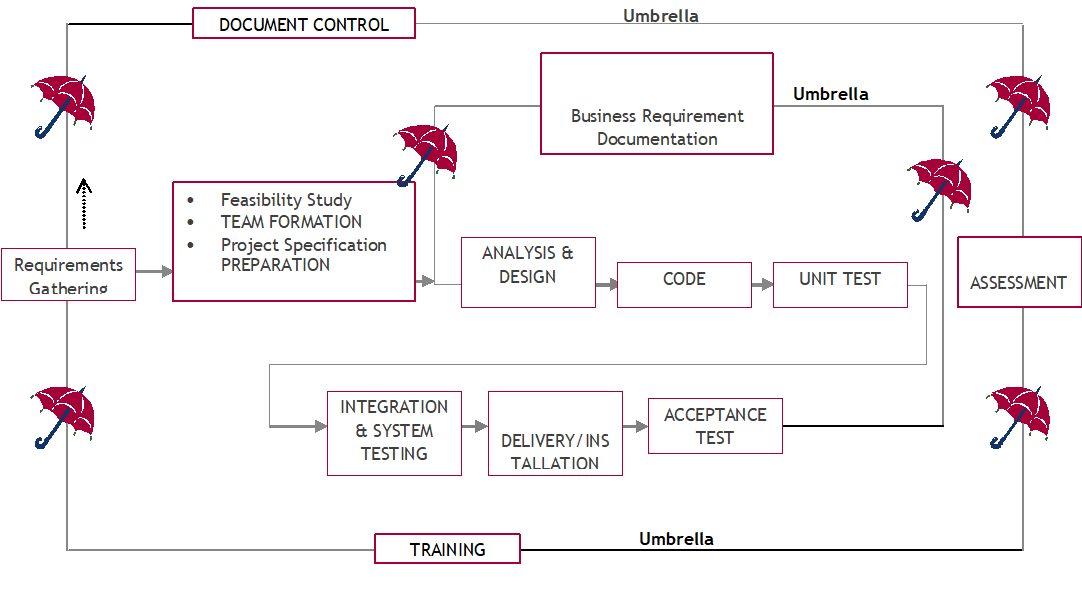 DOCUMENT CONTROL
Umbrella
Business Requirement
Documentation
Umbrella
• Feasibility Study
• TEAM FORMATION
• Project Specification
PREPARATION
Requirements
Gathering
ANALYSIS &
DESIGN
CODE
UNIT TEST
ASSESSMENT
INTEGRATION
& SYSTEM
TESTING
DELIVERY/INS
TALLATION
ACCEPTANCE
TEST
TRAINING
Umbrella